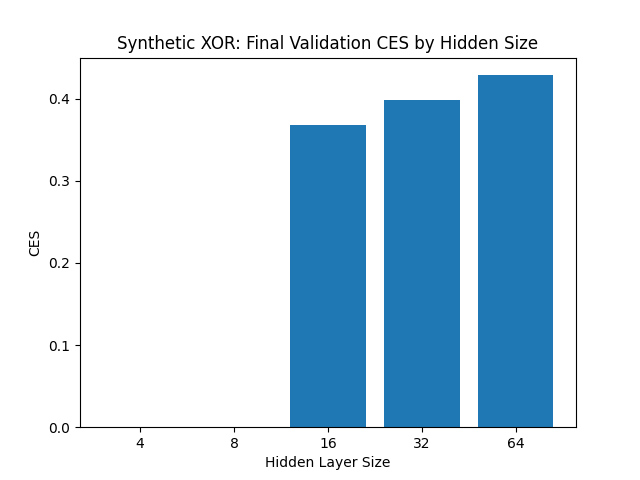 Synthetic XOR: Final Validation CES by Hidden Size
CES
0.4
0.3
0.2
0.1
0.0
4 8 16 32 64
Hidden Layer Size